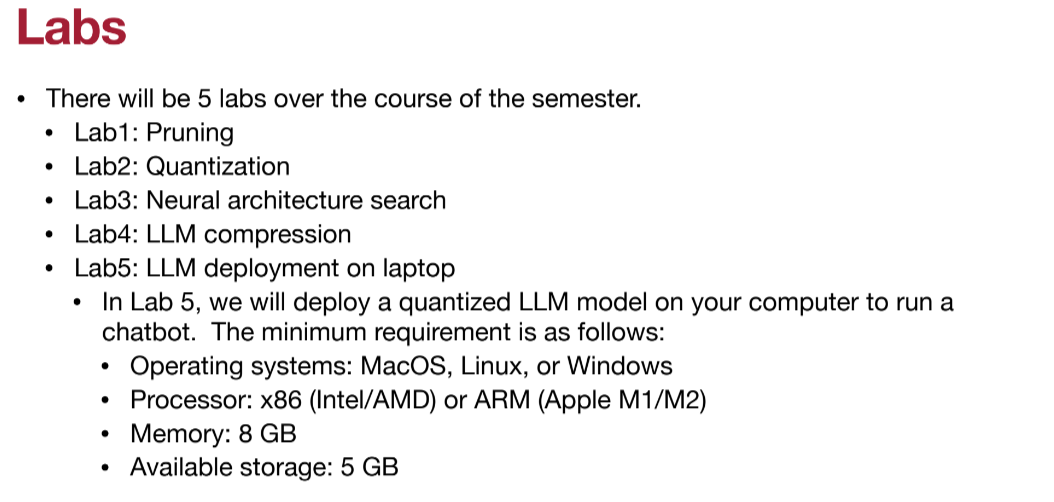 Labs
• There will be 5 labs over the course of the semester.
• Lab1: Pruning
• Lab2: Quantization
• Lab3: Neural architecture search
• Lab4: LLM compression
• Lab5: LLM deployment on laptop
• In Lab 5, we will deploy a quantized LLM model on your computer to run a
chatbot.  The minimum requirement is as follows:
• Operating systems: MacOS, Linux, or Windows
• Processor: x86 (Intel/AMD) or ARM (Apple M1/M2)
• Memory: 8 GB
• Available storage: 5 GB